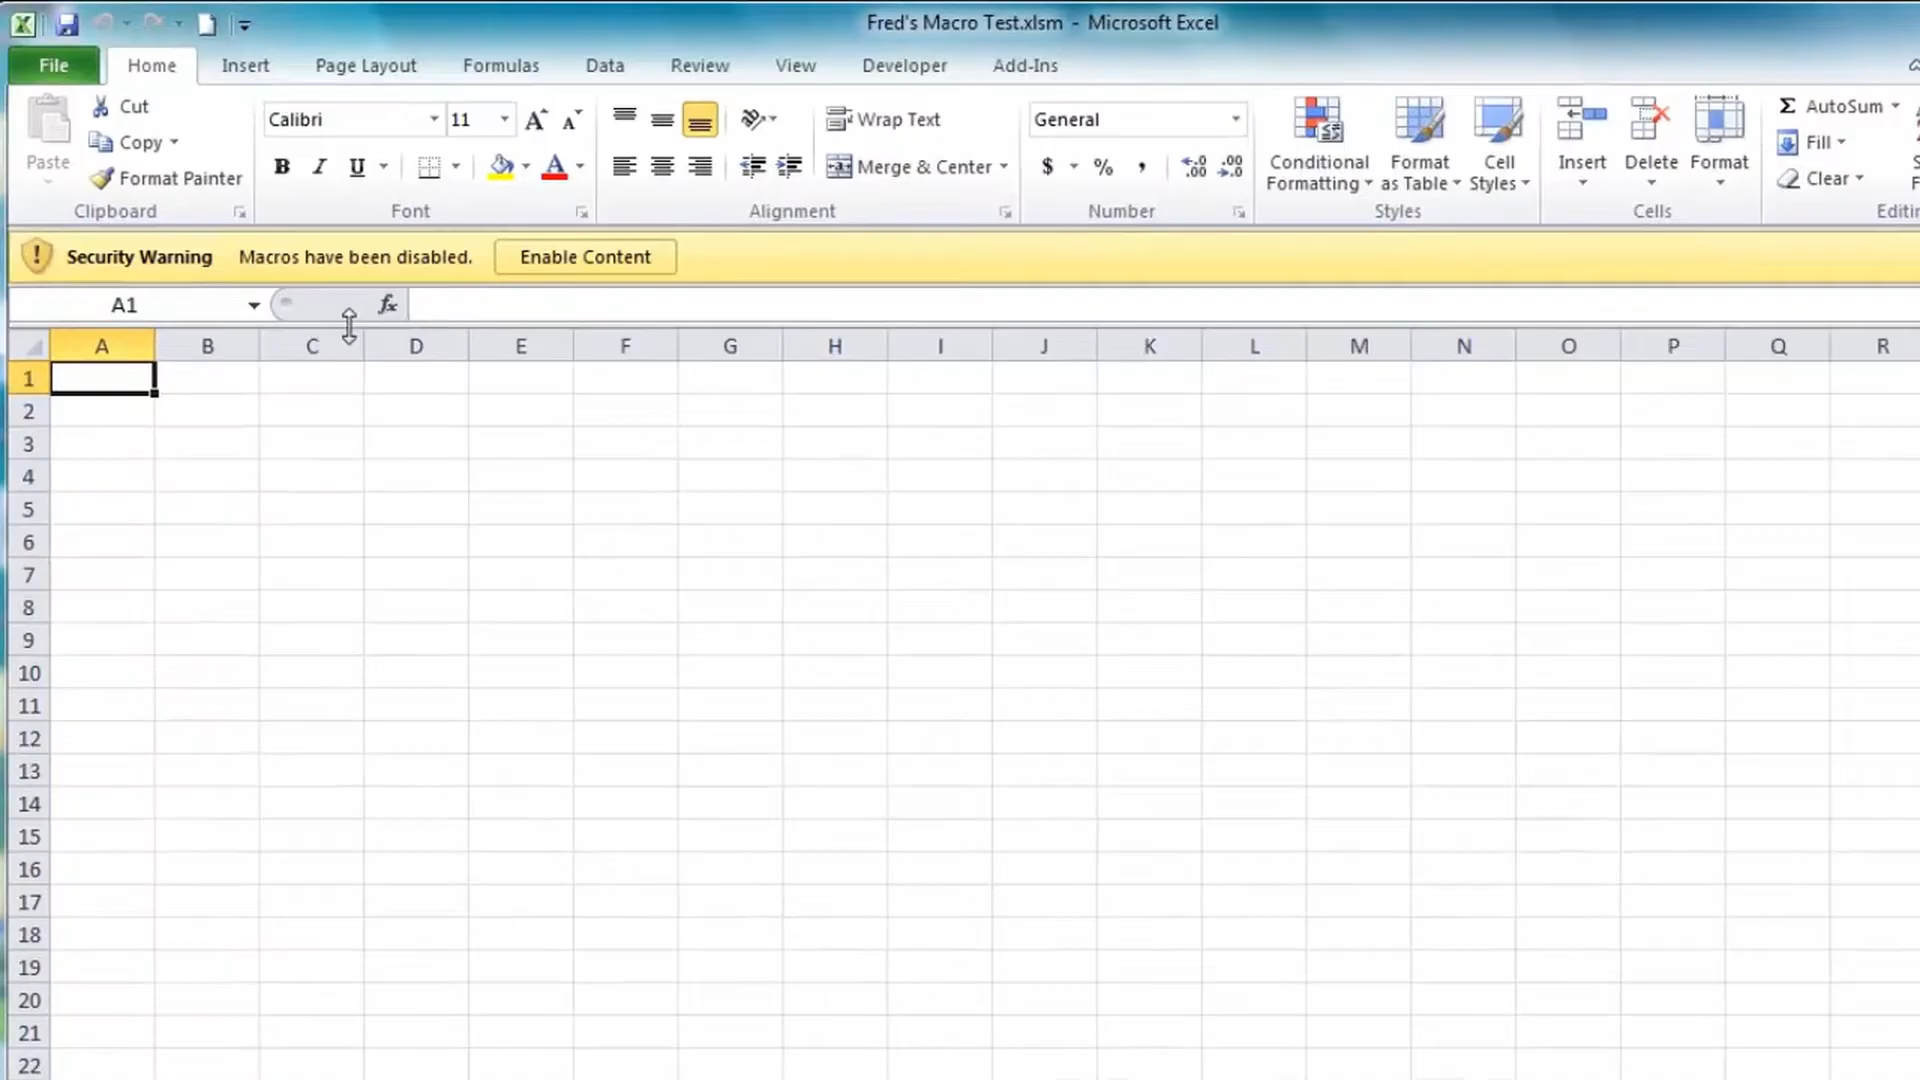 Fred's Macro Test.xlsm - Microsoft Excel
File Home Insert Page Layout Formulas Data Review View Developer Add-Ins
Paste
Cut
Copy
Format Painter
Clipboard
Calibri 11
B I U
Font
Wrap Text
Merge & Center
Alignment
General
$ % , .00 .00
Number
Conditional Formatting
Format as Table
Cell Styles
Styles
Insert Delete Format
Cells
Σ AutoSum
Fill
Clear
Security Warning Macros have been disabled. Enable Content
A1 fx
A B C D E F G H I J K L M N O P Q R
1
2
3
4
5
6
7
8
9
10
11
12
13
14
15
16
17
18
19
20
21
22